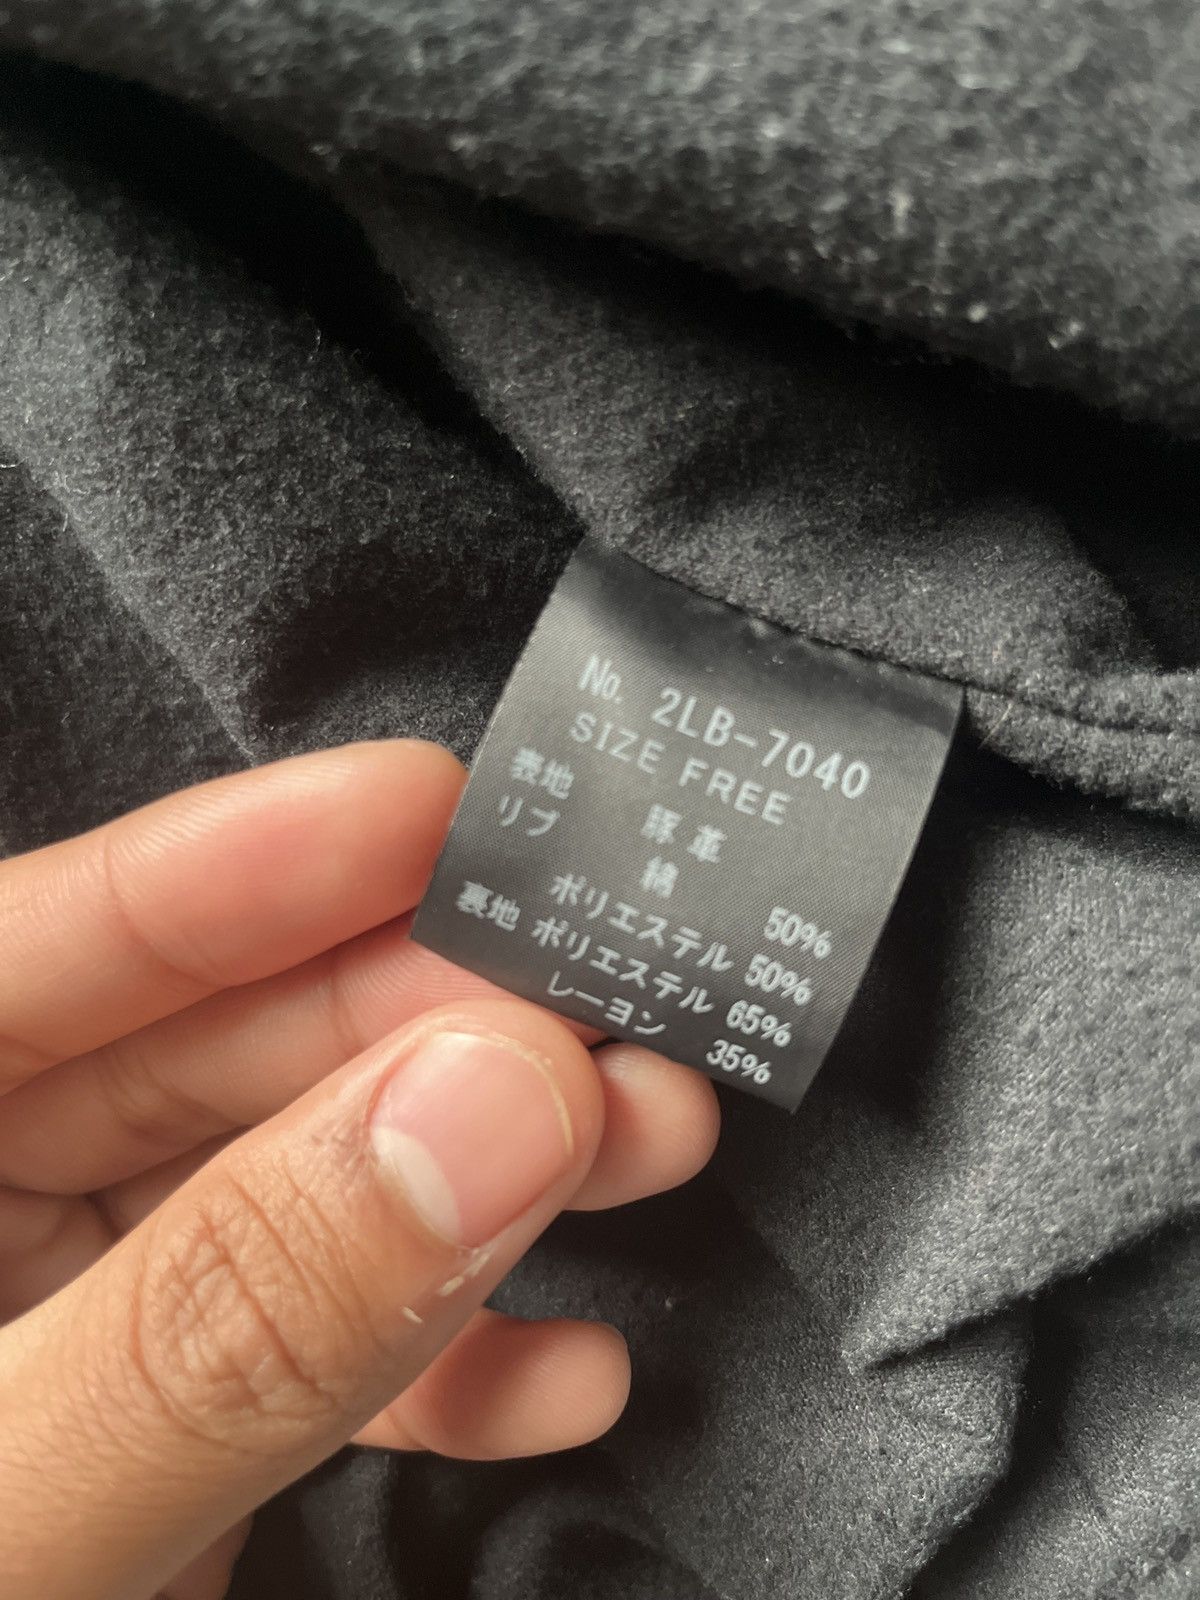 No. 2LB-7040
SIZE FREE
表地 豚革
リブ 綿 50%
ポリエステル 50%
裏地 ポリエステル 65%
レーヨン 35%